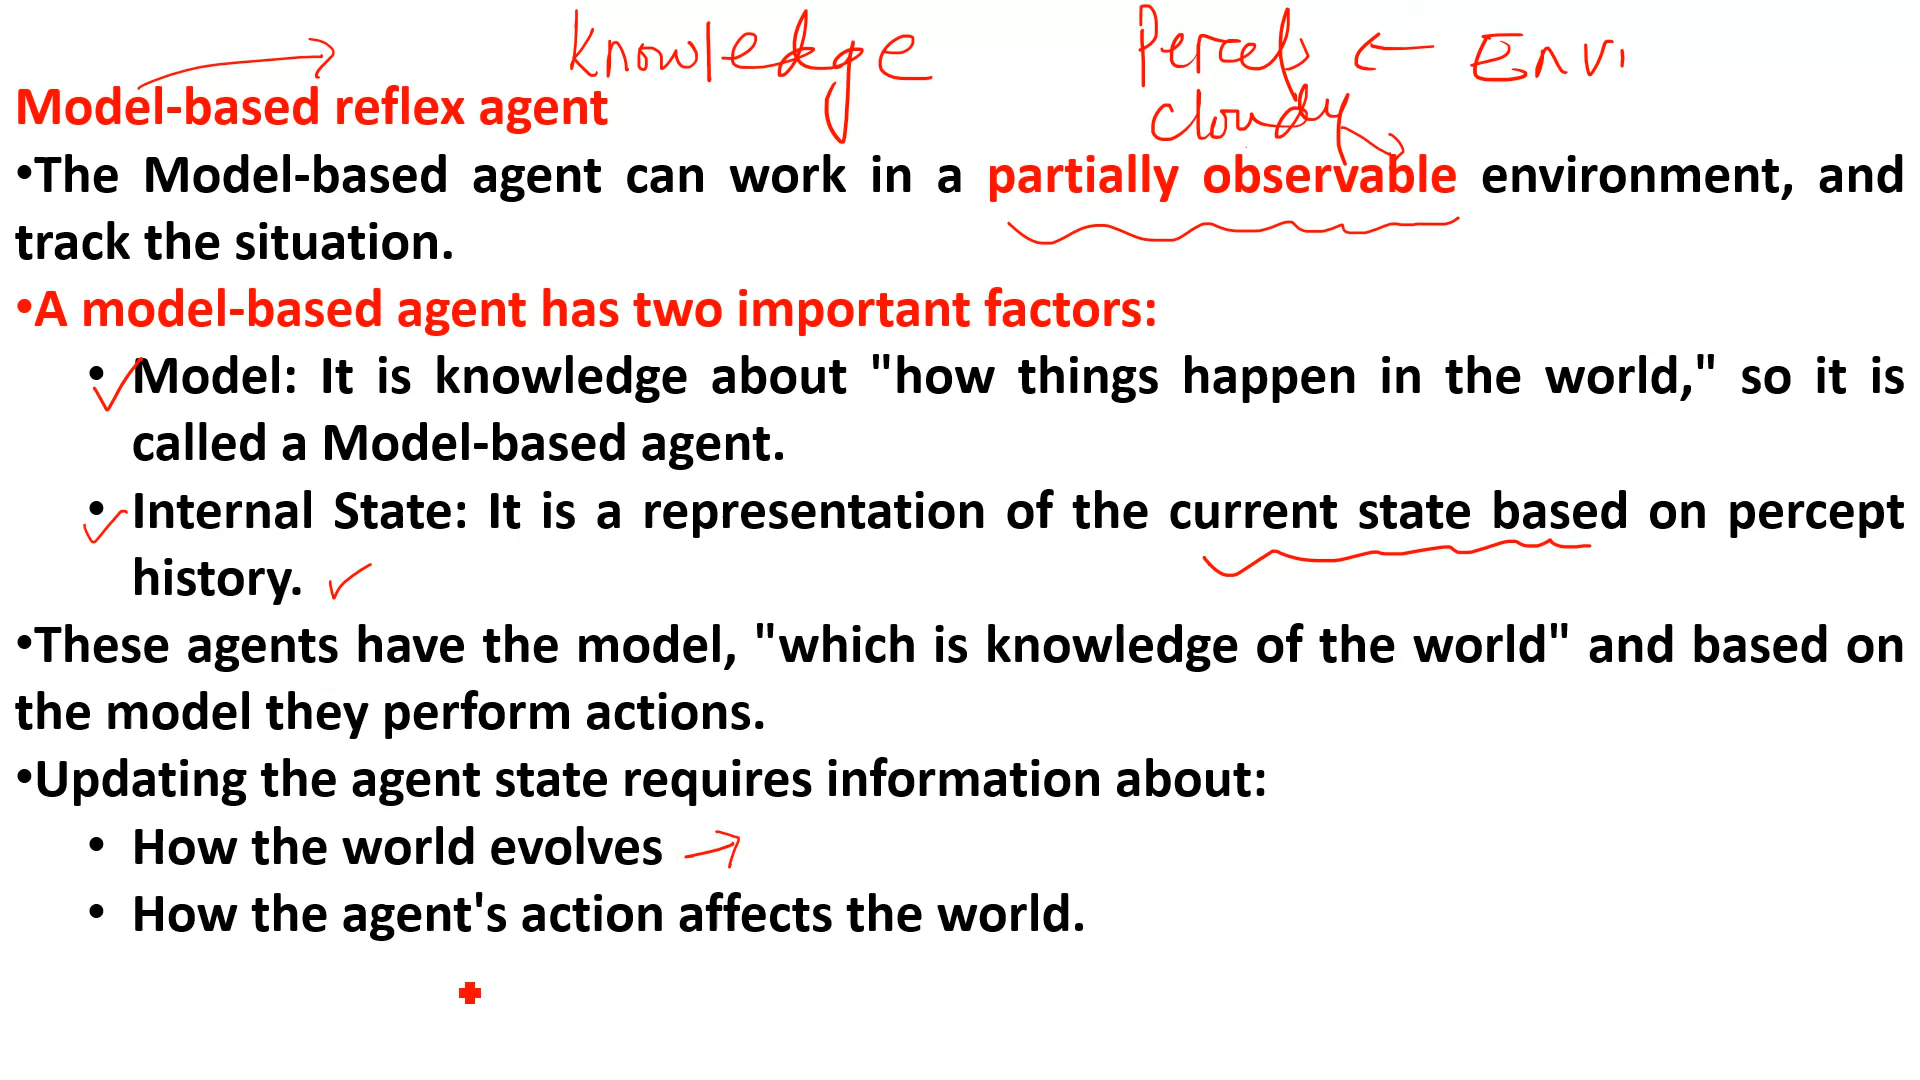 Knowledge Percep ← Envi
cloudy
Model-based reflex agent
•The Model-based agent can work in a partially observable environment, and
track the situation.
•A model-based agent has two important factors:
• Model: It is knowledge about "how things happen in the world," so it is
called a Model-based agent.
• Internal State: It is a representation of the current state based on percept
history.
•These agents have the model, "which is knowledge of the world" and based on
the model they perform actions.
•Updating the agent state requires information about:
• How the world evolves
• How the agent's action affects the world.